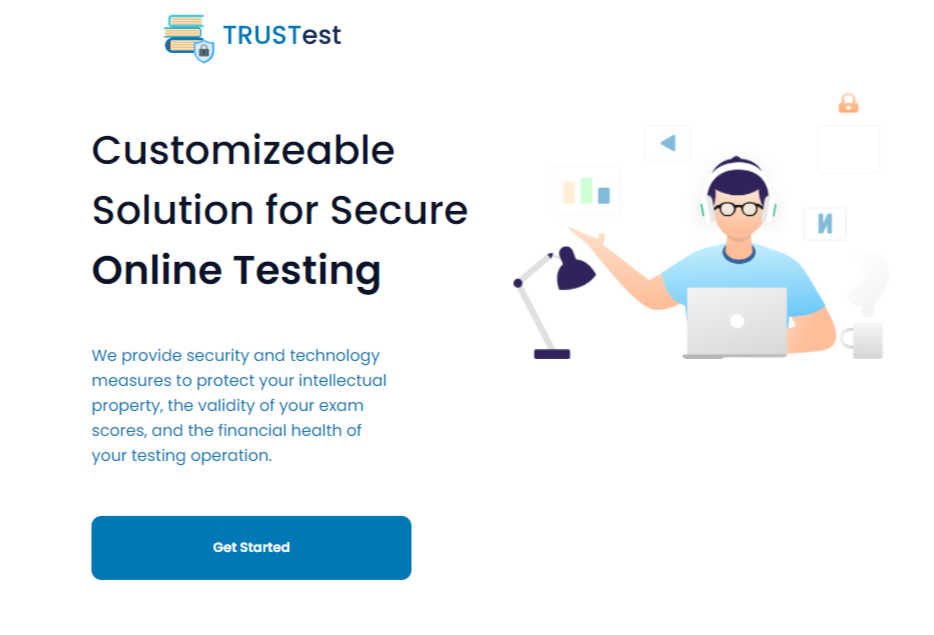 TRUSTest
Customizeable
Solution for Secure
Online Testing
We provide security and technology
measures to protect your intellectual
property, the validity of your exam
scores, and the financial health of
your testing operation.
Get Started